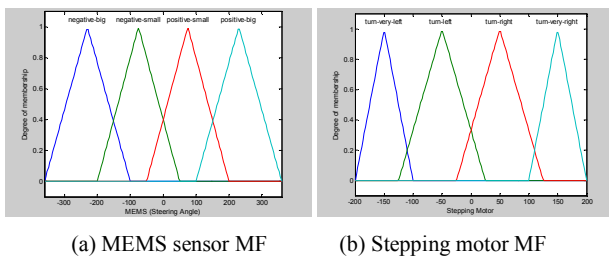 negative-big negative-small positive-small positive-big
1
0.8
0.6
0.4
0.2
0
Degree of membership
-300 -200 -100 0 100 200 300
MEMS (Steering Angle)
turn-very-left turn-left turn-right turn-very-right
1
0.8
0.6
0.4
0.2
0
Degree of membership
-200 -150 -100 -50 0 50 100 150 200
Stepping Motor
(a) MEMS sensor MF
(b) Stepping motor MF